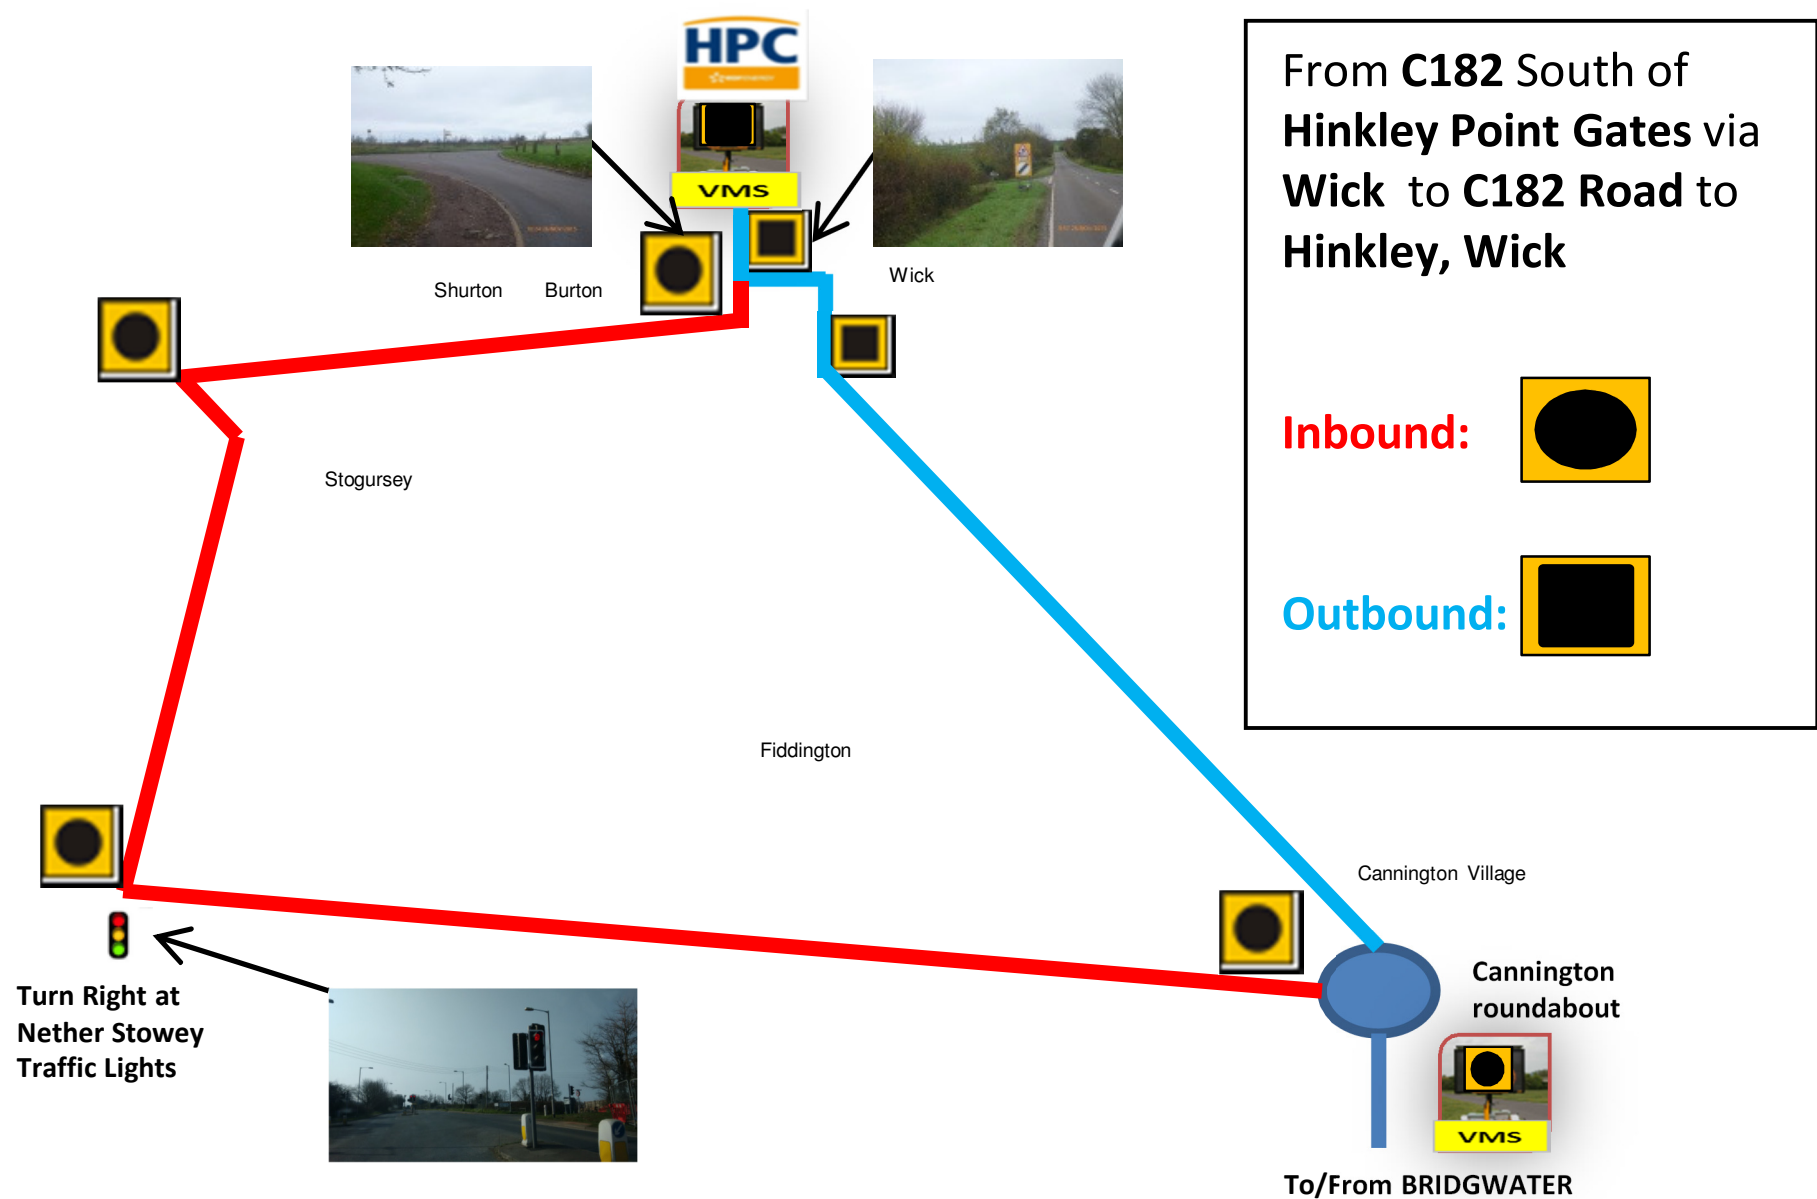 HPC
VMS
From C182 South of
Hinkley Point Gates via
Wick to C182 Road to
Hinkley, Wick
Inbound:
Outbound:
Shurton Burton
Wick
Stogursey
Fiddington
Cannington Village
Cannington
roundabout
Turn Right at
Nether Stowey
Traffic Lights
VMS
To/From BRIDGWATER